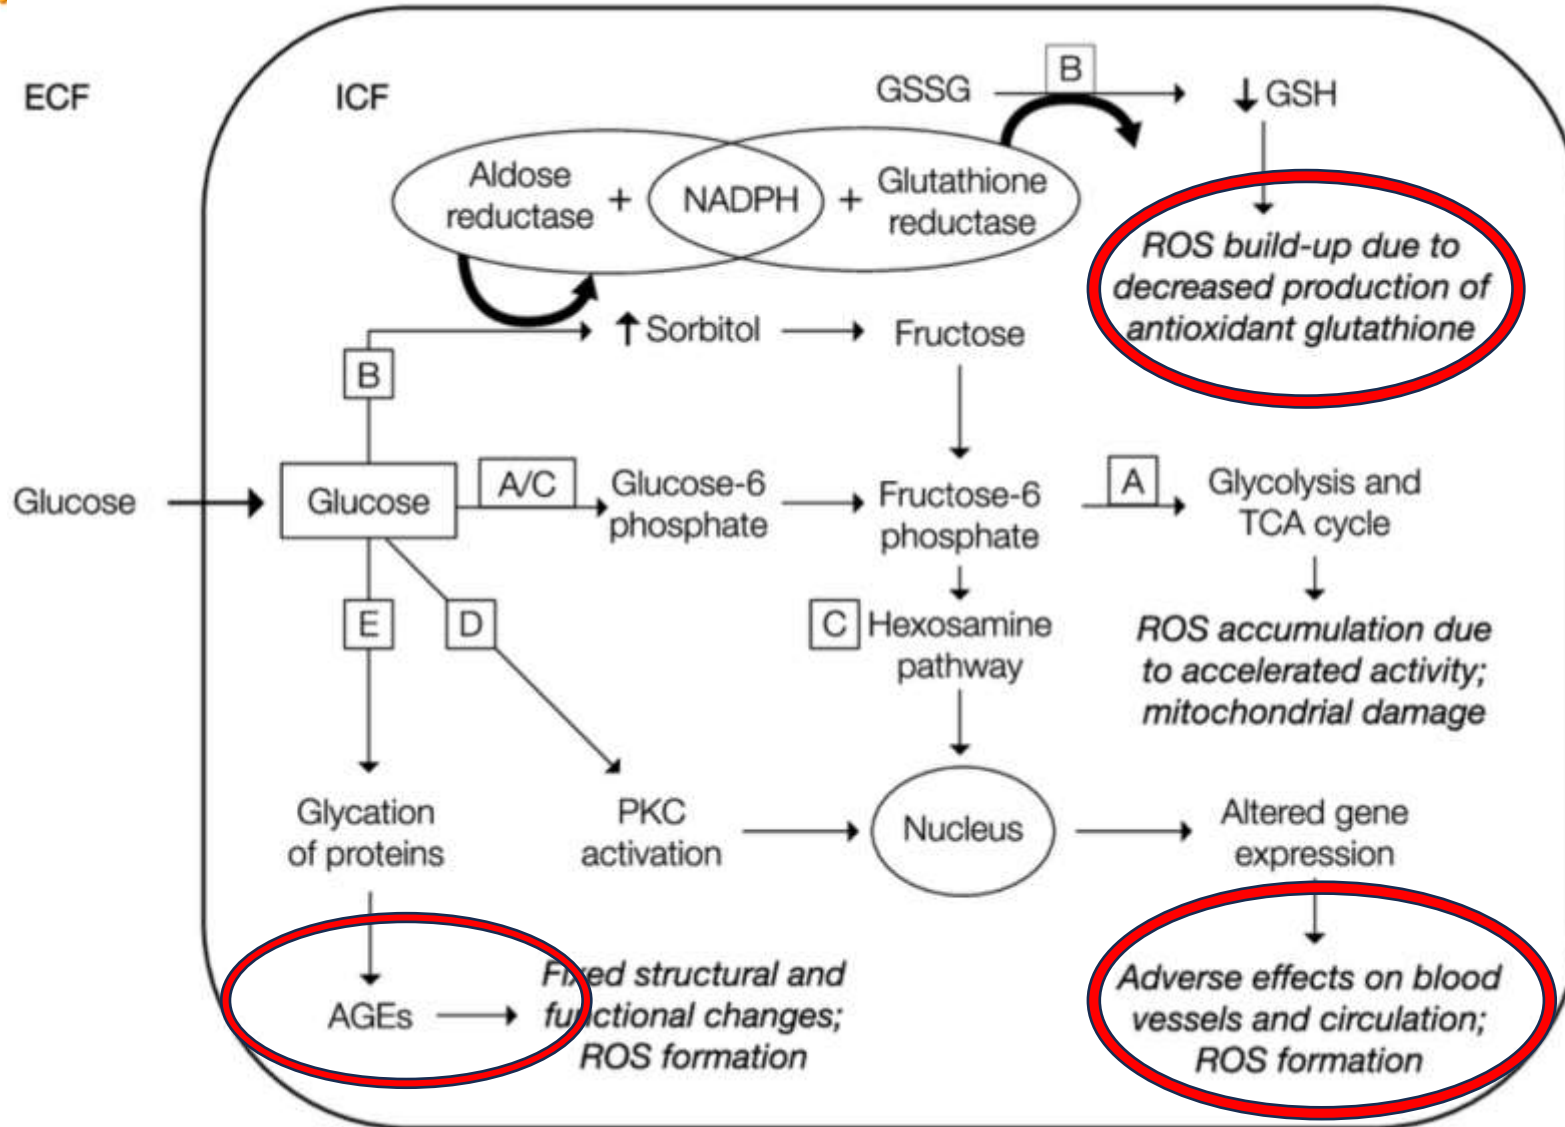 ECF
ICF
GSSG
B
↓ GSH
Aldose
reductase
+
NADPH
+
Glutathione
reductase
ROS build-up due to
decreased production of
antioxidant glutathione
↑ Sorbitol
Fructose
B
Glucose
Glucose
A/C
Glucose-6
phosphate
Fructose-6
phosphate
A
Glycolysis and
TCA cycle
E
D
C
Hexosamine
pathway
ROS accumulation due
to accelerated activity;
mitochondrial damage
Glycation
of proteins
PKC
activation
Nucleus
Altered gene
expression
AGEs
Fixed structural and
functional changes;
ROS formation
Adverse effects on blood
vessels and circulation;
ROS formation